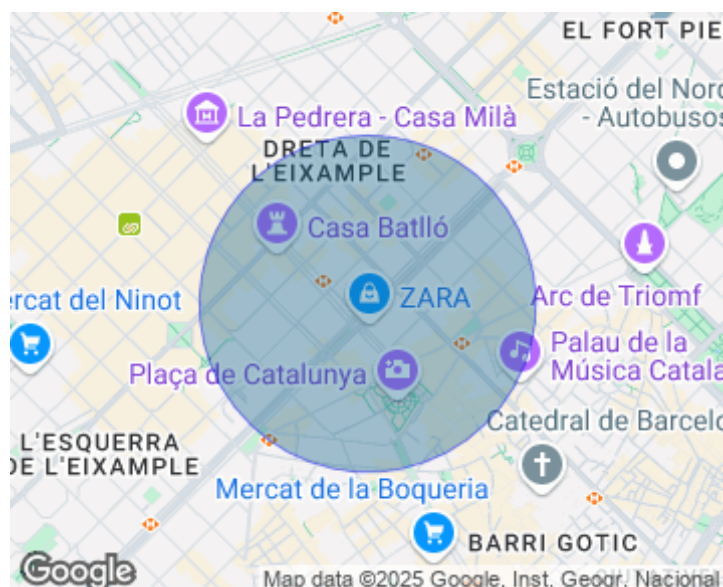 EL FORT PIE
Estació del Nord
- Autobusos
La Pedrera - Casa Milà
DRETA DE
L'EIXAMPLE
Casa Batlló
ZARA
Arc de Triomf
ercat del Ninot
Plaça de Catalunya
Palau de la
Música Catala
L'ESQUERRA
DE L'EIXAMPLE
Catedral de Barcelo
Mercat de la Boqueria
BARRI GOTIC
Google
Map data ©2025 Google, Inst. Geogr. Nacional